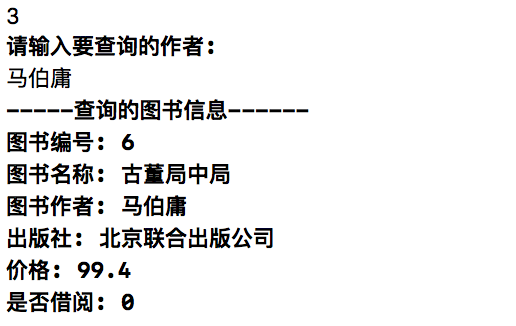 3
请输入要查询的作者:
马伯庸
-----查询的图书信息------
图书编号: 6
图书名称: 古董局中局
图书作者: 马伯庸
出版社: 北京联合出版公司
价格: 99.4
是否借阅: 0